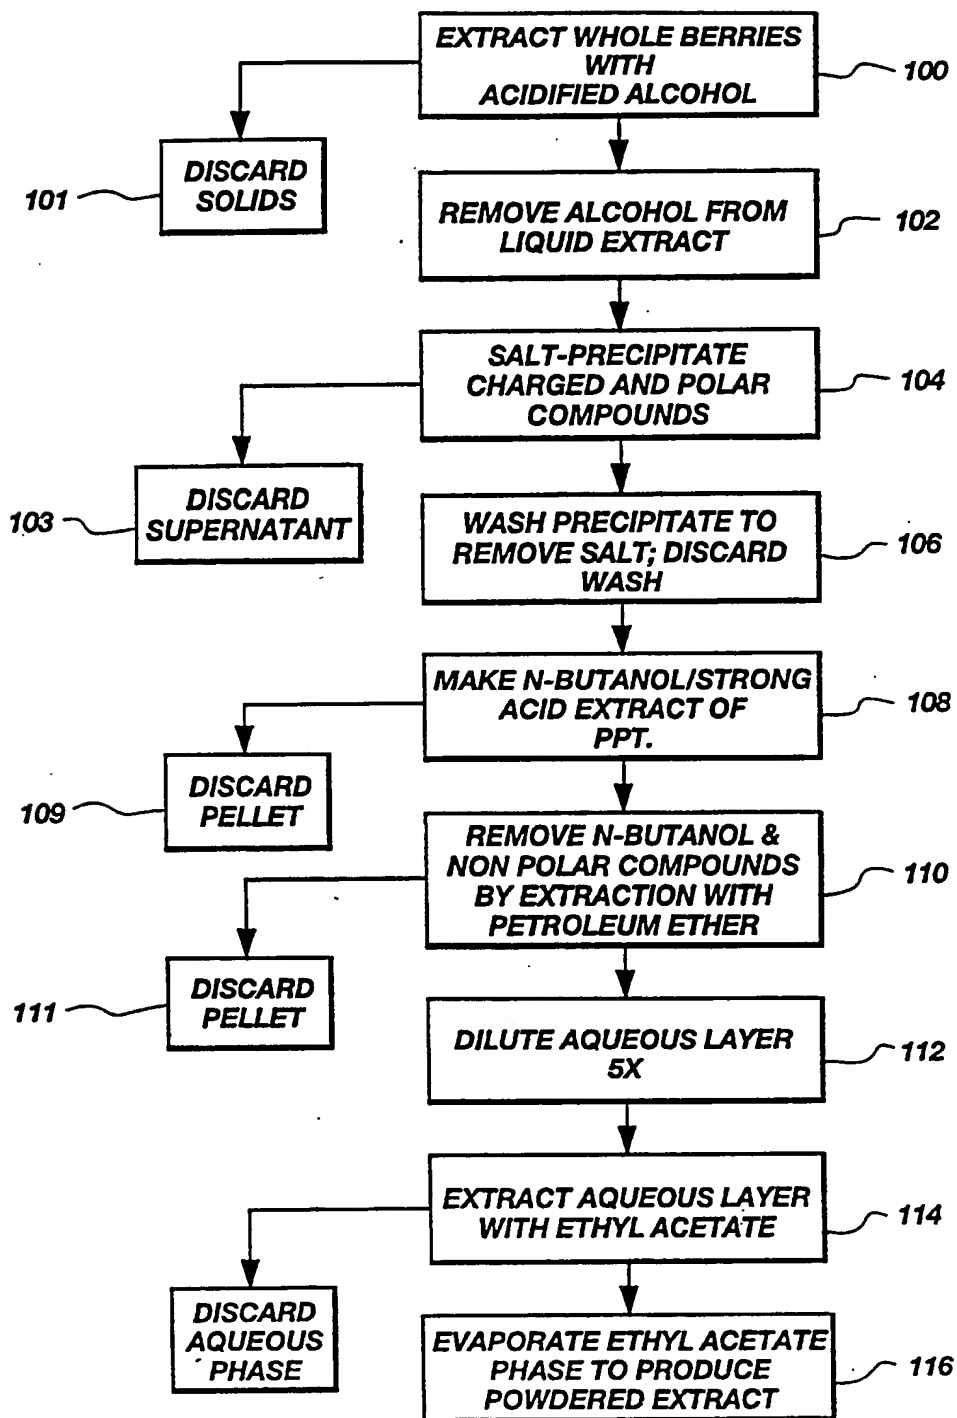 EXTRACT WHOLE BERRIES
WITH
ACIDIFIED ALCOHOL
100
DISCARD
SOLIDS
101
REMOVE ALCOHOL FROM
LIQUID EXTRACT
102
SALT-PRECIPITATE
CHARGED AND POLAR
COMPOUNDS
104
DISCARD
SUPERNATANT
103
WASH PRECIPITATE TO
REMOVE SALT; DISCARD
WASH
106
MAKE N-BUTANOL/STRONG
ACID EXTRACT OF
PPT.
108
DISCARD
PELLET
109
REMOVE N-BUTANOL &
NON POLAR COMPOUNDS
BY EXTRACTION WITH
PETROLEUM ETHER
110
DISCARD
PELLET
111
DILUTE AQUEOUS LAYER
5X
112
EXTRACT AQUEOUS LAYER
WITH ETHYL ACETATE
114
DISCARD
AQUEOUS
PHASE
EVAPORATE ETHYL ACETATE
PHASE TO PRODUCE
POWDERED EXTRACT
116